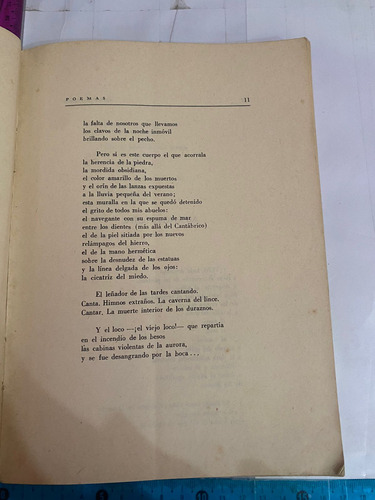 POEMAS 11
la falta de nosotros que llevamos
los clavos de la noche inmóvil
brillando sobre el pecho.
Pero si es este cuerpo el que acorrala
la herencia de la piedra,
la mordida obsidiana,
el color amarillo de los muertos
y el orín de las lanzas expuestas
a la lluvia pequeña del verano;
esta muralla en la que se quedó detenido
el grito de todos mis abuelos:
el navegante con su espuma de mar
entre los dientes (más allá del Cantábrico)
el de la piel sitiada por los nuevos
relámpagos del hierro,
el de la mano hermética
sobre la desnudez de las estatuas
y la línea delgada de los ojos:
la cicatriz del miedo.
El leñador de las tardes cantando.
Canta. Himnos extraños. La caverna del lince.
Cantar. La muerte interior de los duraznos.
Y el loco —¡el viejo loco!— que repartía
en el incendio de los besos
las cabinas violentas de la aurora,
y se fue desangrando por la boca...